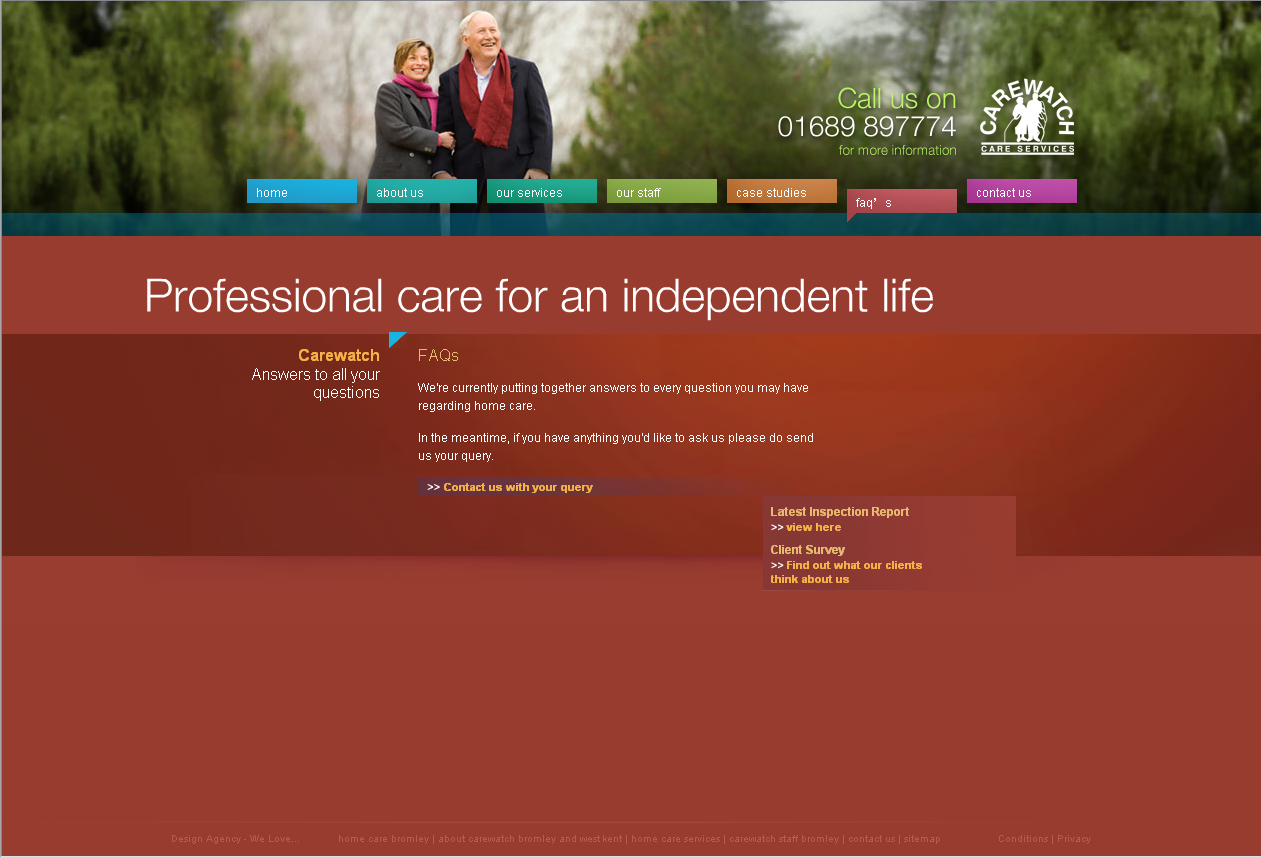 Call us on
01689 897774
for more information
CAREWATCH
CARE SERVICES
home
about us
our services
our staff
case studies
faq’s
contact us
Professional care for an independent life
Carewatch
Answers to all your
questions
FAQs
We're currently putting together answers to every question you may have
regarding home care.
In the meantime, if you have anything you'd like to ask us please do send
us your query.
>> Contact us with your query
Latest Inspection Report
>> view here
Client Survey
>> Find out what our clients
think about us
Design Agency - We Love...
home care bromley | about carewatch bromley and west kent | home care services | carewatch staff bromley | contact us | sitemap
Conditions | Privacy